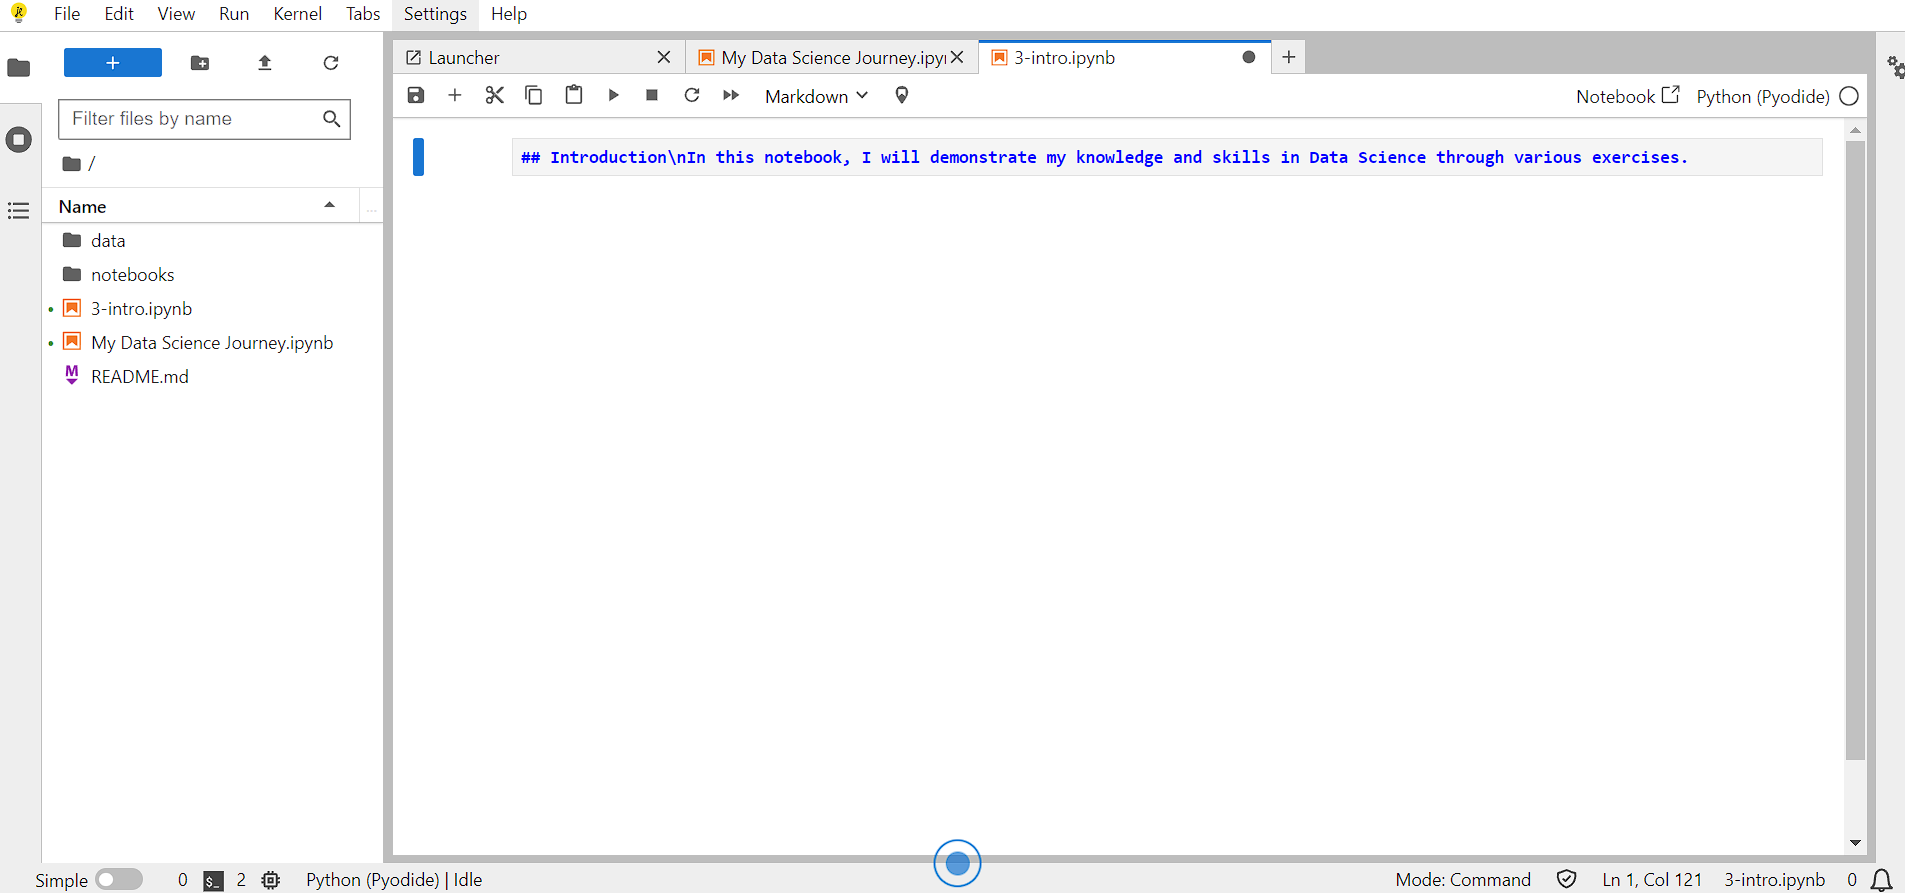 File Edit View Run Kernel Tabs Settings Help
Launcher
My Data Science Journey.ipyn
3-intro.ipynb
Filter files by name
Markdown
Notebook
Python (Pyodide)
/
Name
...
data
notebooks
3-intro.ipynb
My Data Science Journey.ipynb
README.md
## Introduction\nIn this notebook, I will demonstrate my knowledge and skills in Data Science through various exercises.
Simple 0 $_ 2 Python (Pyodide) | Idle Mode: Command Ln 1, Col 121 3-intro.ipynb 0